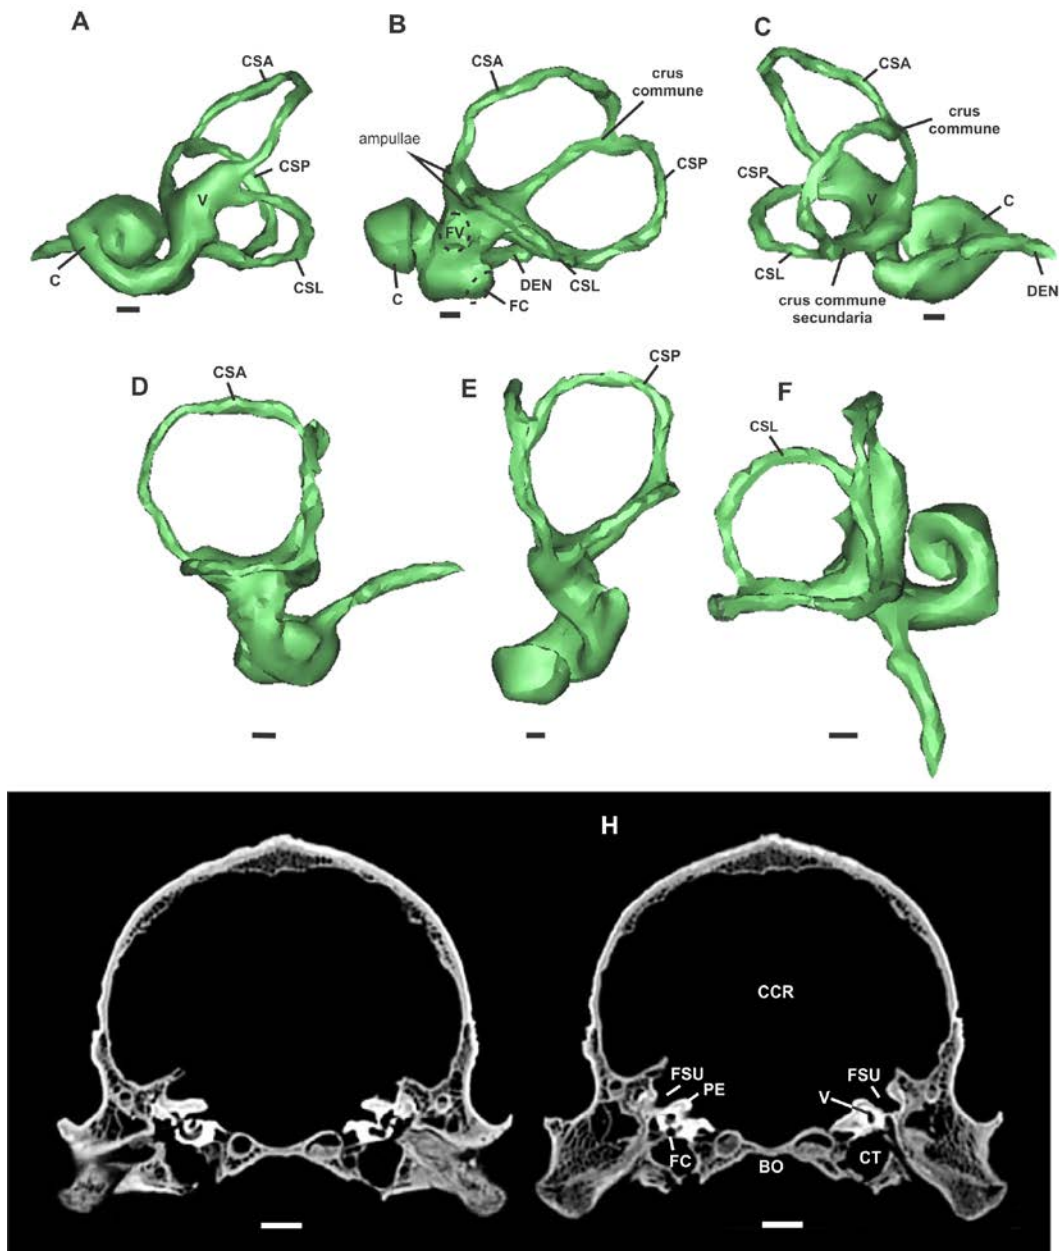 A
B
C
CSA
CSP
V
C
CSL
CSA
crus
commune
ampullae
CSP
FV
C
DEN
CSL
FC
CSA
crus
commune
CSP
V
C
CSL
crus commune
secundaria
DEN
D
CSA
E
CSP
F
CSL
H
CCR
FSU
PE
FSU
V
FC
BO
CT